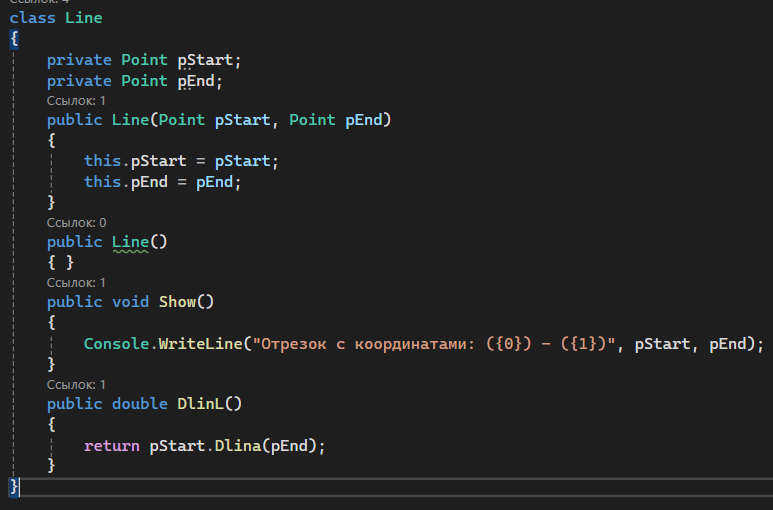 Ссылок: 4
class Line
{
private Point pStart;
private Point pEnd;
Ссылок: 1
public Line(Point pStart, Point pEnd)
{
this.pStart = pStart;
this.pEnd = pEnd;
}
Ссылок: 0
public Line()
{ }
Ссылок: 1
public void Show()
{
Console.WriteLine("Отрезок с координатами: ({0}) - ({1})", pStart, pEnd);
}
Ссылок: 1
public double DlinL()
{
return pStart.Dlina(pEnd);
}
}